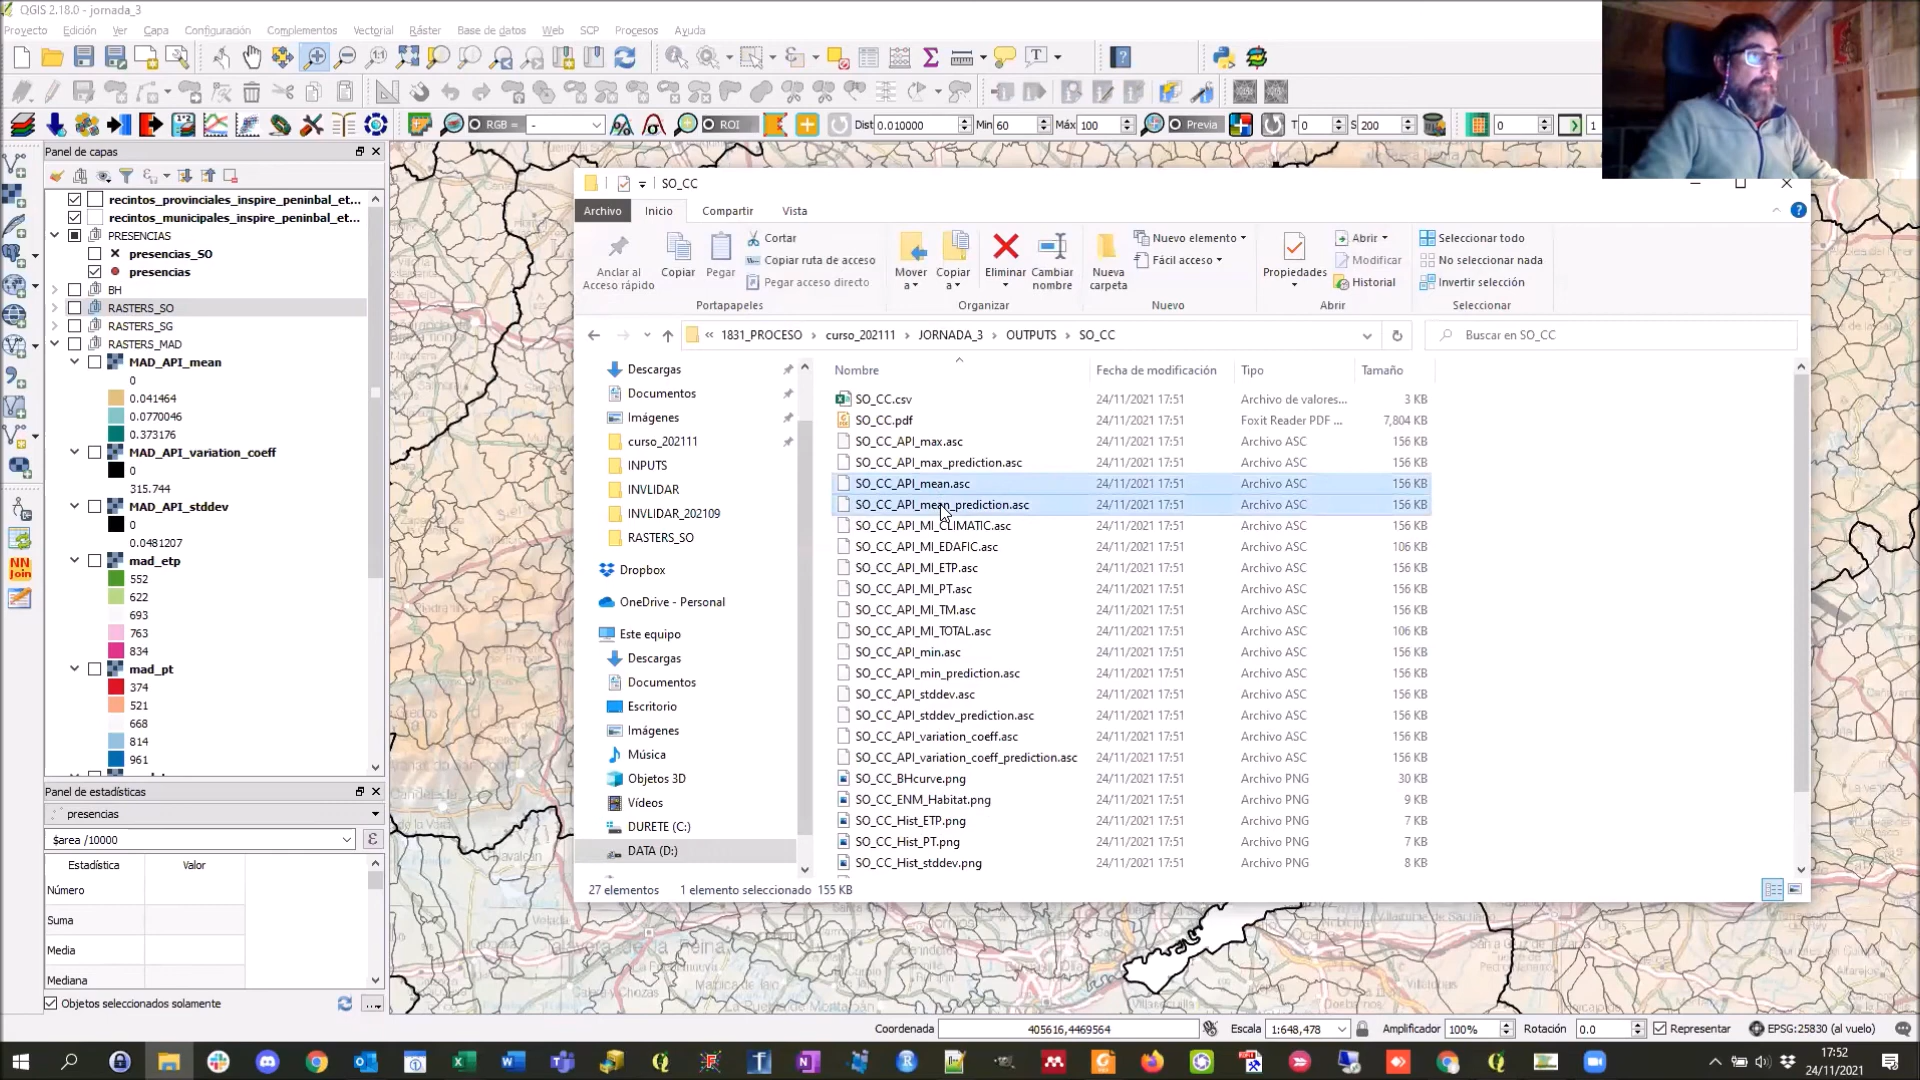 QGIS 2.18.0 - jornada_3
Proyecto Edición Ver Capa Configuración Complementos Vectorial Ráster Base de datos Web SCP Procesos Ayuda
RGB = - ROI Dist 0.010000 Min 60 Máx 100 Previa T 0 S 200 0 1
Panel de capas
recintos_provinciales_inspire_peninbal_et...
recintos_municipales_inspire_peninbal_et...
PRESENCIAS
presencias_SO
presencias
BH
RASTERS_SO
RASTERS_SG
RASTERS_MAD
MAD_API_mean
0
0.041464
0.0770046
0.373176
MAD_API_variation_coeff
0
315.744
MAD_API_stddev
0
0.0481207
mad_etp
552
622
693
763
834
mad_pt
374
521
668
814
961
NN
Join
Panel de estadísticas
presencias
$area /10000
Estadística Valor
Número
Suma
Media
Mediana
Objetos seleccionados solamente
SO_CC
Archivo Inicio Compartir Vista
Anclar al
Acceso rápido
Copiar
Pegar
Cortar
Copiar ruta de acceso
Pegar acceso directo
Portapapeles
Mover
a
Copiar
a
Eliminar
Cambiar
nombre
Organizar
Nueva
carpeta
Nuevo elemento
Fácil acceso
Nuevo
Propiedades
Abrir
Modificar
Historial
Abrir
Seleccionar todo
No seleccionar nada
Invertir selección
Seleccionar
« 1831_PROCESO › curso_202111 › JORNADA_3 › OUTPUTS › SO_CC
Buscar en SO_CC
Descargas
Documentos
Imágenes
curso_202111
INPUTS
INVLIDAR
INVLIDAR_202109
RASTERS_SO
Dropbox
OneDrive - Personal
Este equipo
Descargas
Documentos
Escritorio
Imágenes
Música
Objetos 3D
Vídeos
DURETE (C:)
DATA (D:)
Nombre Fecha de modificación Tipo Tamaño
SO_CC.csv 24/11/2021 17:51 Archivo de valores... 3 KB
SO_CC.pdf 24/11/2021 17:51 Foxit Reader PDF ... 7,804 KB
SO_CC_API_max.asc 24/11/2021 17:51 Archivo ASC 156 KB
SO_CC_API_max_prediction.asc 24/11/2021 17:51 Archivo ASC 156 KB
SO_CC_API_mean.asc 24/11/2021 17:51 Archivo ASC 156 KB
SO_CC_API_mean_prediction.asc 24/11/2021 17:51 Archivo ASC 156 KB
SO_CC_API_MI_CLIMATIC.asc 24/11/2021 17:51 Archivo ASC 156 KB
SO_CC_API_MI_EDAFIC.asc 24/11/2021 17:51 Archivo ASC 106 KB
SO_CC_API_MI_ETP.asc 24/11/2021 17:51 Archivo ASC 156 KB
SO_CC_API_MI_PT.asc 24/11/2021 17:51 Archivo ASC 156 KB
SO_CC_API_MI_TM.asc 24/11/2021 17:51 Archivo ASC 156 KB
SO_CC_API_MI_TOTAL.asc 24/11/2021 17:51 Archivo ASC 106 KB
SO_CC_API_min.asc 24/11/2021 17:51 Archivo ASC 156 KB
SO_CC_API_min_prediction.asc 24/11/2021 17:51 Archivo ASC 156 KB
SO_CC_API_stddev.asc 24/11/2021 17:51 Archivo ASC 156 KB
SO_CC_API_stddev_prediction.asc 24/11/2021 17:51 Archivo ASC 156 KB
SO_CC_API_variation_coeff.asc 24/11/2021 17:51 Archivo ASC 156 KB
SO_CC_API_variation_coeff_prediction.asc 24/11/2021 17:51 Archivo ASC 156 KB
SO_CC_BHcurve.png 24/11/2021 17:51 Archivo PNG 30 KB
SO_CC_ENM_Habitat.png 24/11/2021 17:51 Archivo PNG 9 KB
SO_CC_Hist_ETP.png 24/11/2021 17:51 Archivo PNG 7 KB
SO_CC_Hist_PT.png 24/11/2021 17:51 Archivo PNG 7 KB
SO_CC_Hist_stddev.png 24/11/2021 17:51 Archivo PNG 8 KB
27 elementos 1 elemento seleccionado 155 KB
Coordenada 405616,4469564 Escala 1:648,478 Amplificador 100% Rotación 0.0 Representar EPSG:25830 (al vuelo)
17:52
24/11/2021